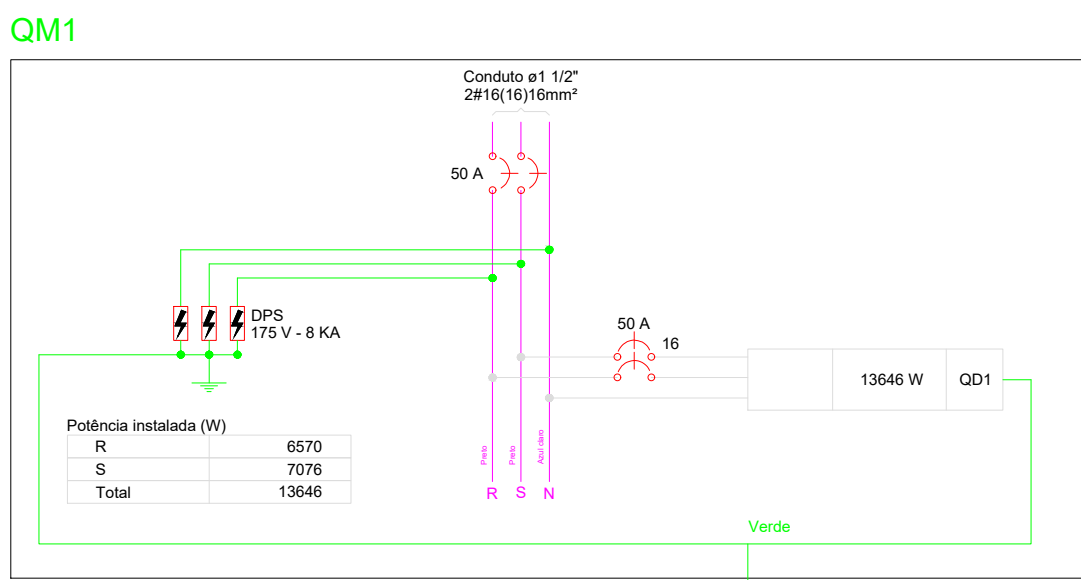 QM1
Conduto ø1 1/2"
2#16(16)16mm²
50 A
DPS
175 V - 8 KA
50 A
16
13646 W
QD1
Potência instalada (W)
R 6570
S 7076
Total 13646
Preto
Preto
Azul claro
R S N
Verde